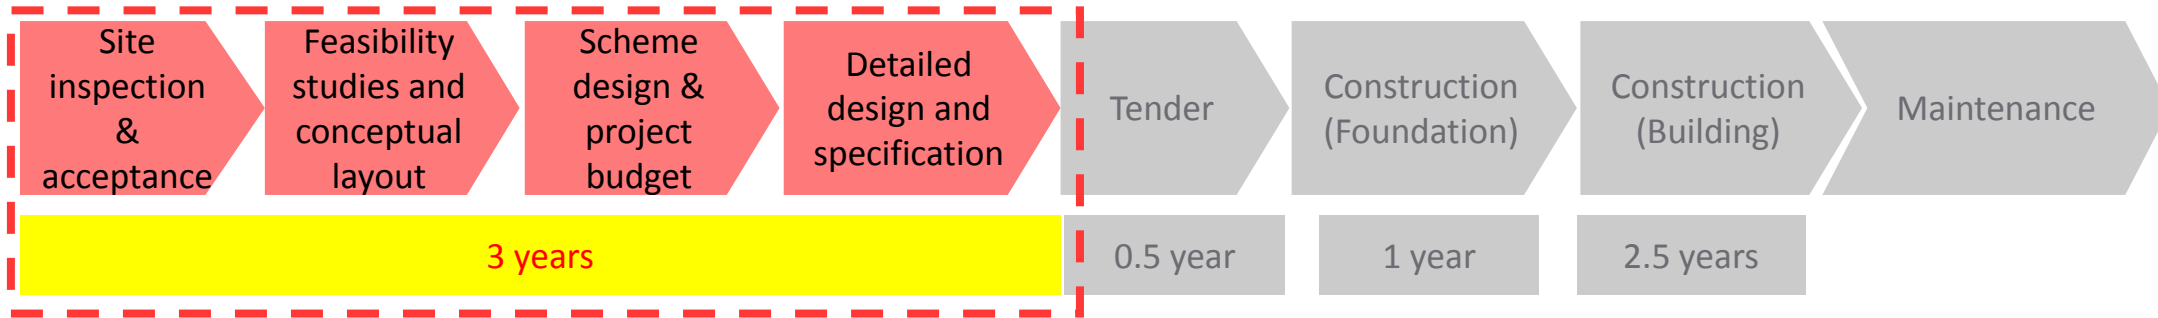 Site
inspection
&
acceptance
Feasibility
studies and
conceptual
layout
Scheme
design &
project
budget
Detailed
design and
specification
Tender
Construction
(Foundation)
Construction
(Building)
Maintenance
3 years
0.5 year
1 year
2.5 years